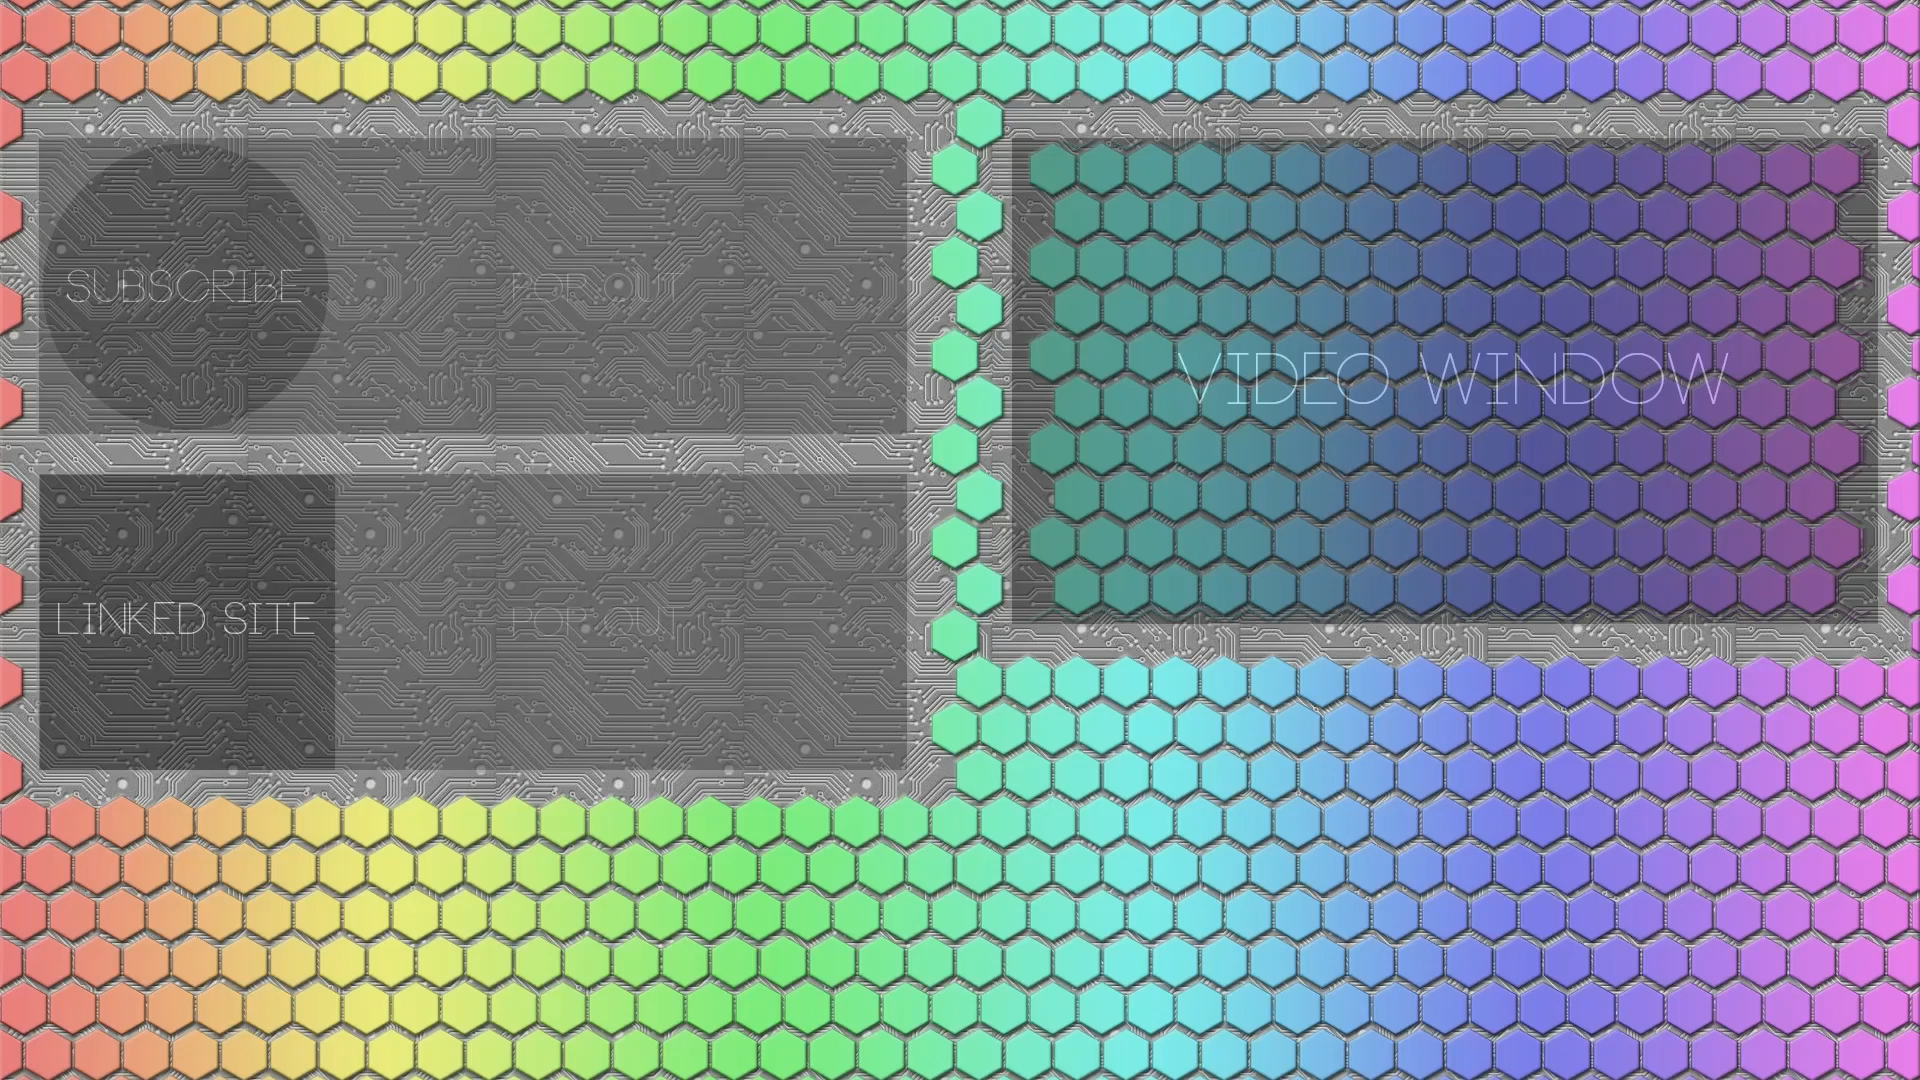 SUBSCRIBE
POP OUT
VIDEO WINDOW
LINKED SITE
POP OUT